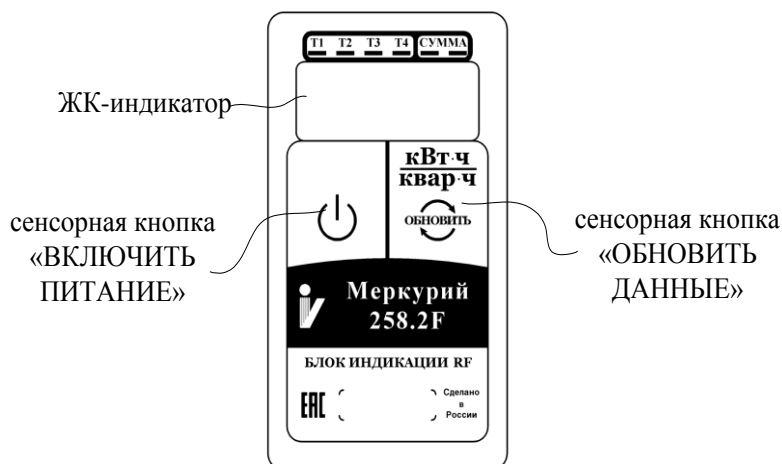 T1 T2 T3 T4 СУММА
ЖК-индикатор
кВт·ч
квар·ч
ОБНОВИТЬ
сенсорная кнопка
«ВКЛЮЧИТЬ
ПИТАНИЕ»
сенсорная кнопка
«ОБНОВИТЬ
ДАННЫЕ»
Меркурий
258.2F
БЛОК ИНДИКАЦИИ RF
EAC
Сделано
в
России